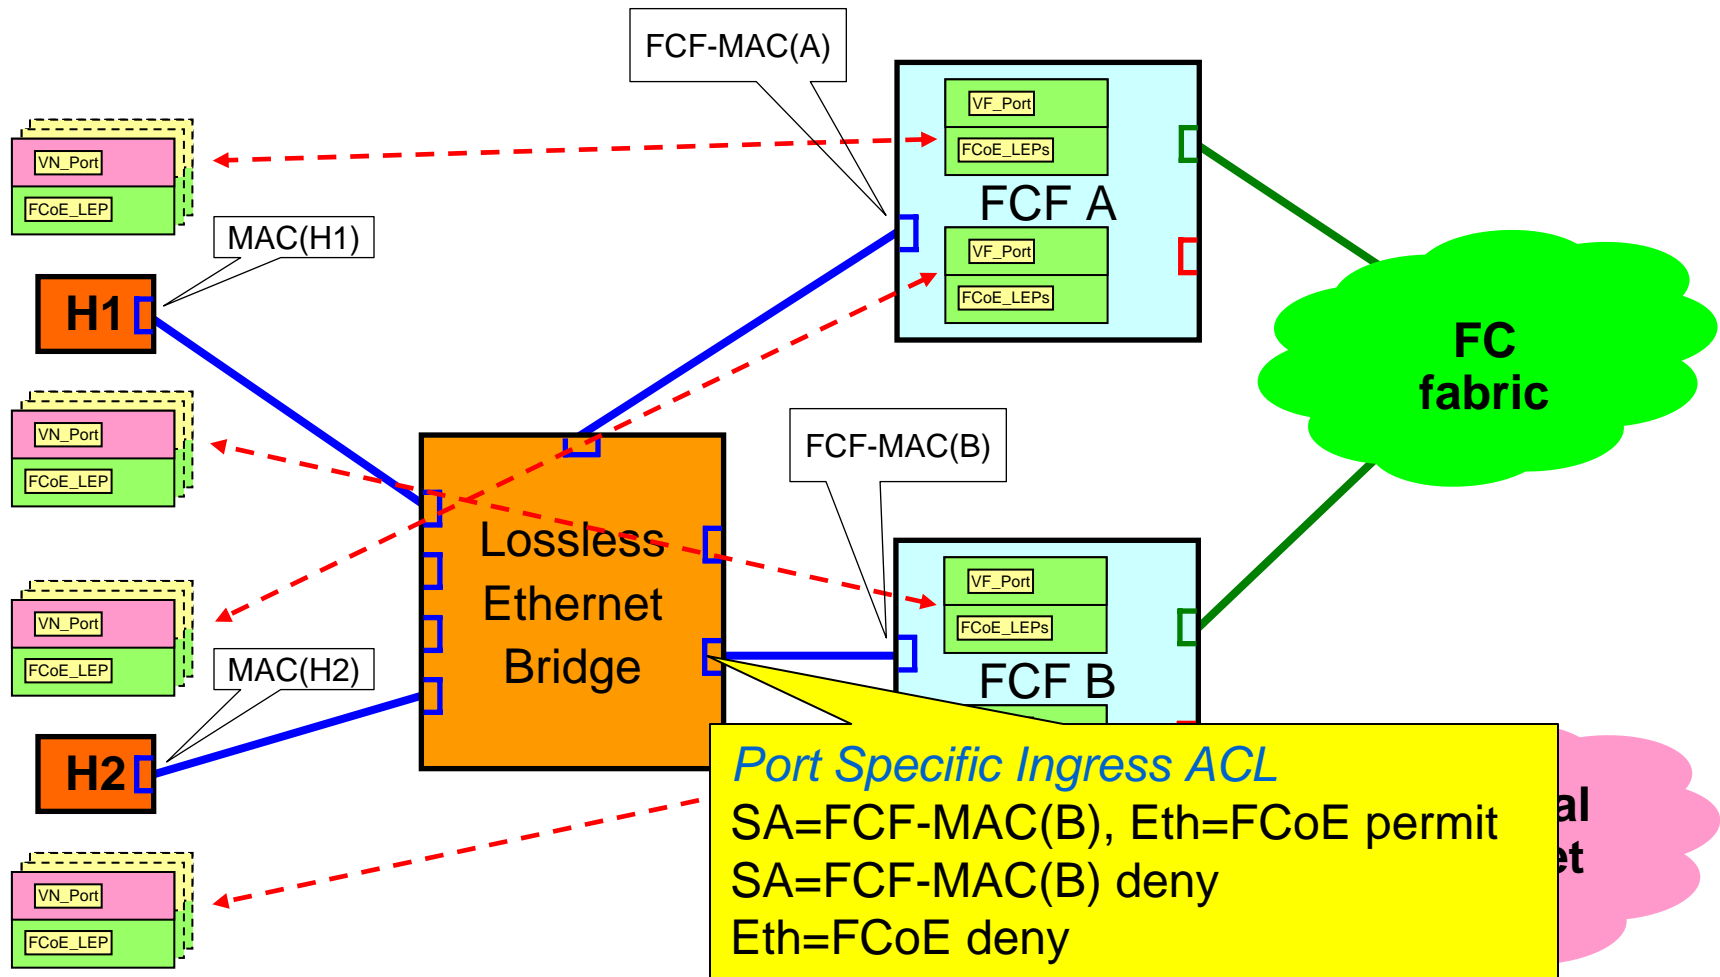 FCF-MAC(A)
VF_Port
FCoE_LEPs
FCF A
VF_Port
FCoE_LEPs
VN_Port
FCoE_LEP
MAC(H1)
H1
FC
fabric
VN_Port
FCoE_LEP
FCF-MAC(B)
Lossless
Ethernet
Bridge
VF_Port
FCoE_LEPs
FCF B
VN_Port
FCoE_LEP
MAC(H2)
H2
Port Specific Ingress ACL
SA=FCF-MAC(B), Eth=FCoE permit
SA=FCF-MAC(B) deny
Eth=FCoE deny
al
et
VN_Port
FCoE_LEP